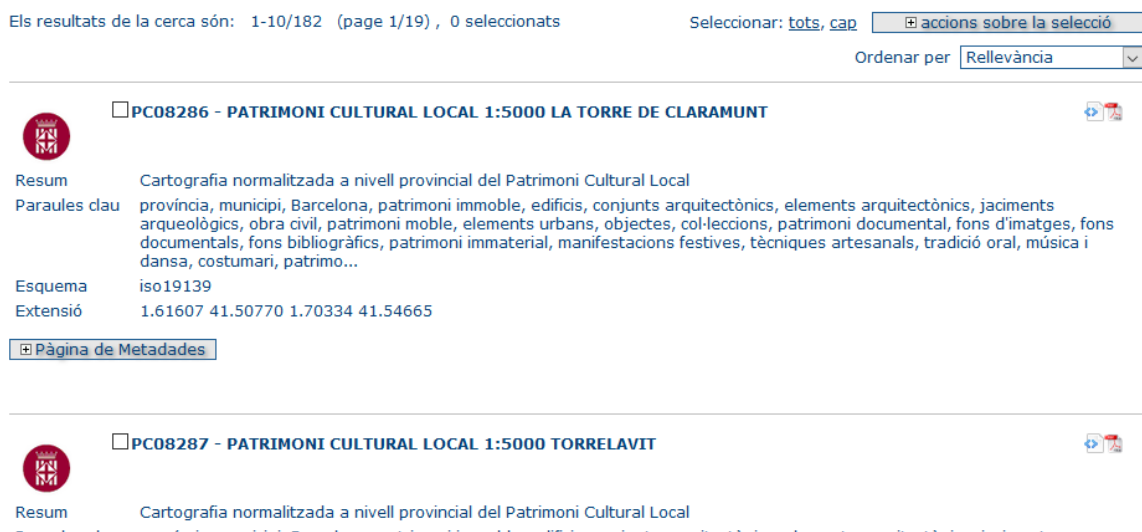 Els resultats de la cerca són: 1-10/182 (page 1/19) , 0 seleccionats
Seleccionar: tots, cap
accions sobre la selecció
Ordenar per Rellevància
PC08286 - PATRIMONI CULTURAL LOCAL 1:5000 LA TORRE DE CLARAMUNT
Resum Cartografia normalitzada a nivell provincial del Patrimoni Cultural Local
Paraules clau província, municipi, Barcelona, patrimoni immoble, edificis, conjunts arquitectònics, elements arquitectònics, jaciments
arqueològics, obra civil, patrimoni moble, elements urbans, objectes, col·leccions, patrimoni documental, fons d'imatges, fons
documentals, fons bibliogràfics, patrimoni immaterial, manifestacions festives, tècniques artesanals, tradició oral, música i
dansa, costumari, patrimo...
Esquema iso19139
Extensió 1.61607 41.50770 1.70334 41.54665
Pàgina de Metadades
PC08287 - PATRIMONI CULTURAL LOCAL 1:5000 TORRELAVIT
Resum Cartografia normalitzada a nivell provincial del Patrimoni Cultural Local